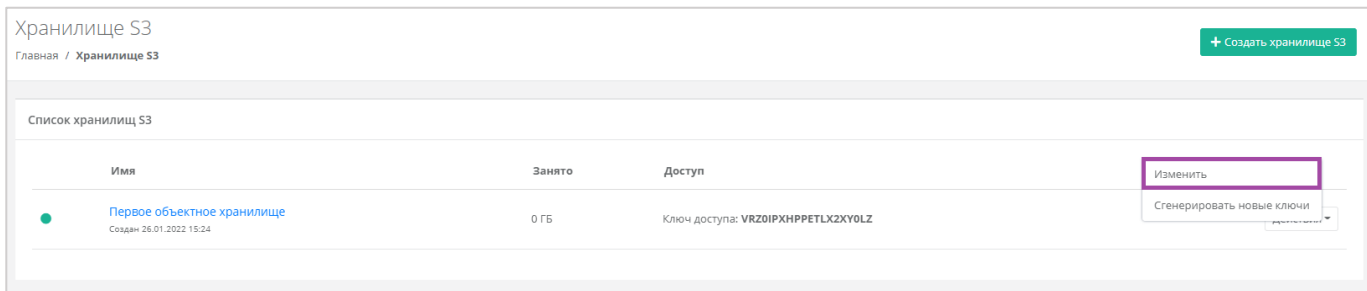 Хранилище S3
Главная / Хранилище S3
+ Создать хранилище S3
Список хранилищ S3
Имя Занято Доступ
Изменить
Первое объектное хранилище 0 ГБ Ключ доступа: VRZ0IPXHPPETLX2XY0LZ
Сгенерировать новые ключи
Создан 26.01.2022 15:24